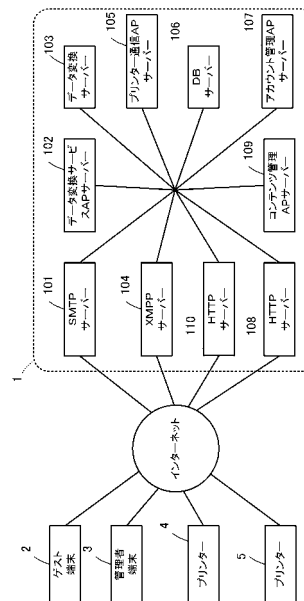 1
2
ゲスト
端末
3
管理者
端末
4
プリンター
5
プリンター
インターネット
101
SMTP
サーバー
104
XMPP
サーバー
110
HTTP
サーバー
108
HTTP
サーバー
102
データ変換サービ
スAPサーバー
109
コンテンツ管理
APサーバー
103
データ変換
サーバー
105
プリンター通信AP
サーバー
106
DB
サーバー
107
アカウント管理AP
サーバー